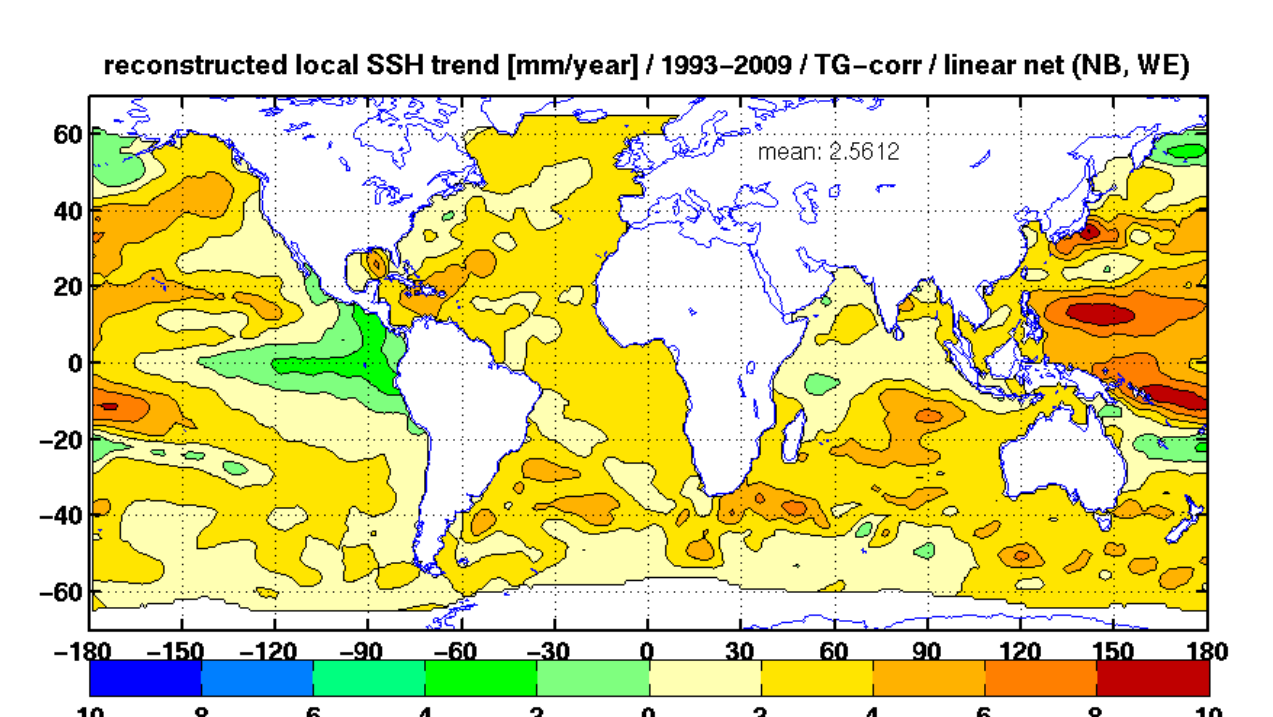 reconstructed local SSH trend [mm/year] / 1993−2009 / TG−corr / linear net (NB, WE)
mean: 2.5612
60
40
20
0
−20
−40
−60
−180 −150 −120 −90 −60 −30 0 30 60 90 120 150 180